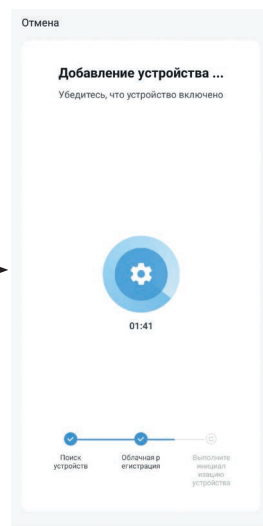 Отмена
Добавление устройства ...
Убедитесь, что устройство включено
01:41
Поиск
устройств
Облачная р
егистрация
Выполните
инициал
изацию
устройства